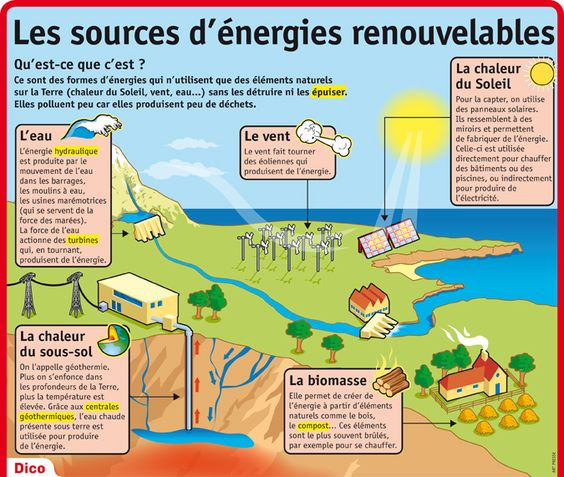 Les sources d'énergies renouvelables
Qu'est-ce que c'est ?
Ce sont des formes d'énergies qui n'utilisent que des éléments naturels
sur la Terre (chaleur du Soleil, vent, eau...) sans les détruire ni les épuiser.
Elles polluent peu car elles produisent peu de déchets.
La chaleur
du Soleil
Pour la capter, on utilise
des panneaux solaires.
Ils ressemblent à des
miroirs et permettent
de fabriquer de l'énergie.
Celle-ci est utilisée
directement pour chauffer
des bâtiments ou des
piscines, ou indirectement
pour produire de
l'électricité.
L'eau
L'énergie hydraulique
est produite par le
mouvement de l'eau
dans les barrages,
les moulins à eau,
les usines marémotrices
(qui se servent de la
force des marées).
La force de l'eau
actionne des turbines
qui, en tournant,
produisent de l'énergie.
Le vent
Le vent fait tourner
des éoliennes qui
produisent de l'énergie.
La chaleur
du sous-sol
On l'appelle géothermie.
Plus on s'enfonce dans
les profondeurs de la Terre,
plus la température est
élevée. Grâce aux centrales
géothermiques, l'eau chaude
présente sous terre est
utilisée pour produire
de l'énergie.
La biomasse
Elle permet de créer de
l'énergie à partir d'éléments
naturels comme le bois,
le compost... Ces éléments
sont le plus souvent brûlés,
par exemple pour se chauffer.
Dico
ART PRESSE